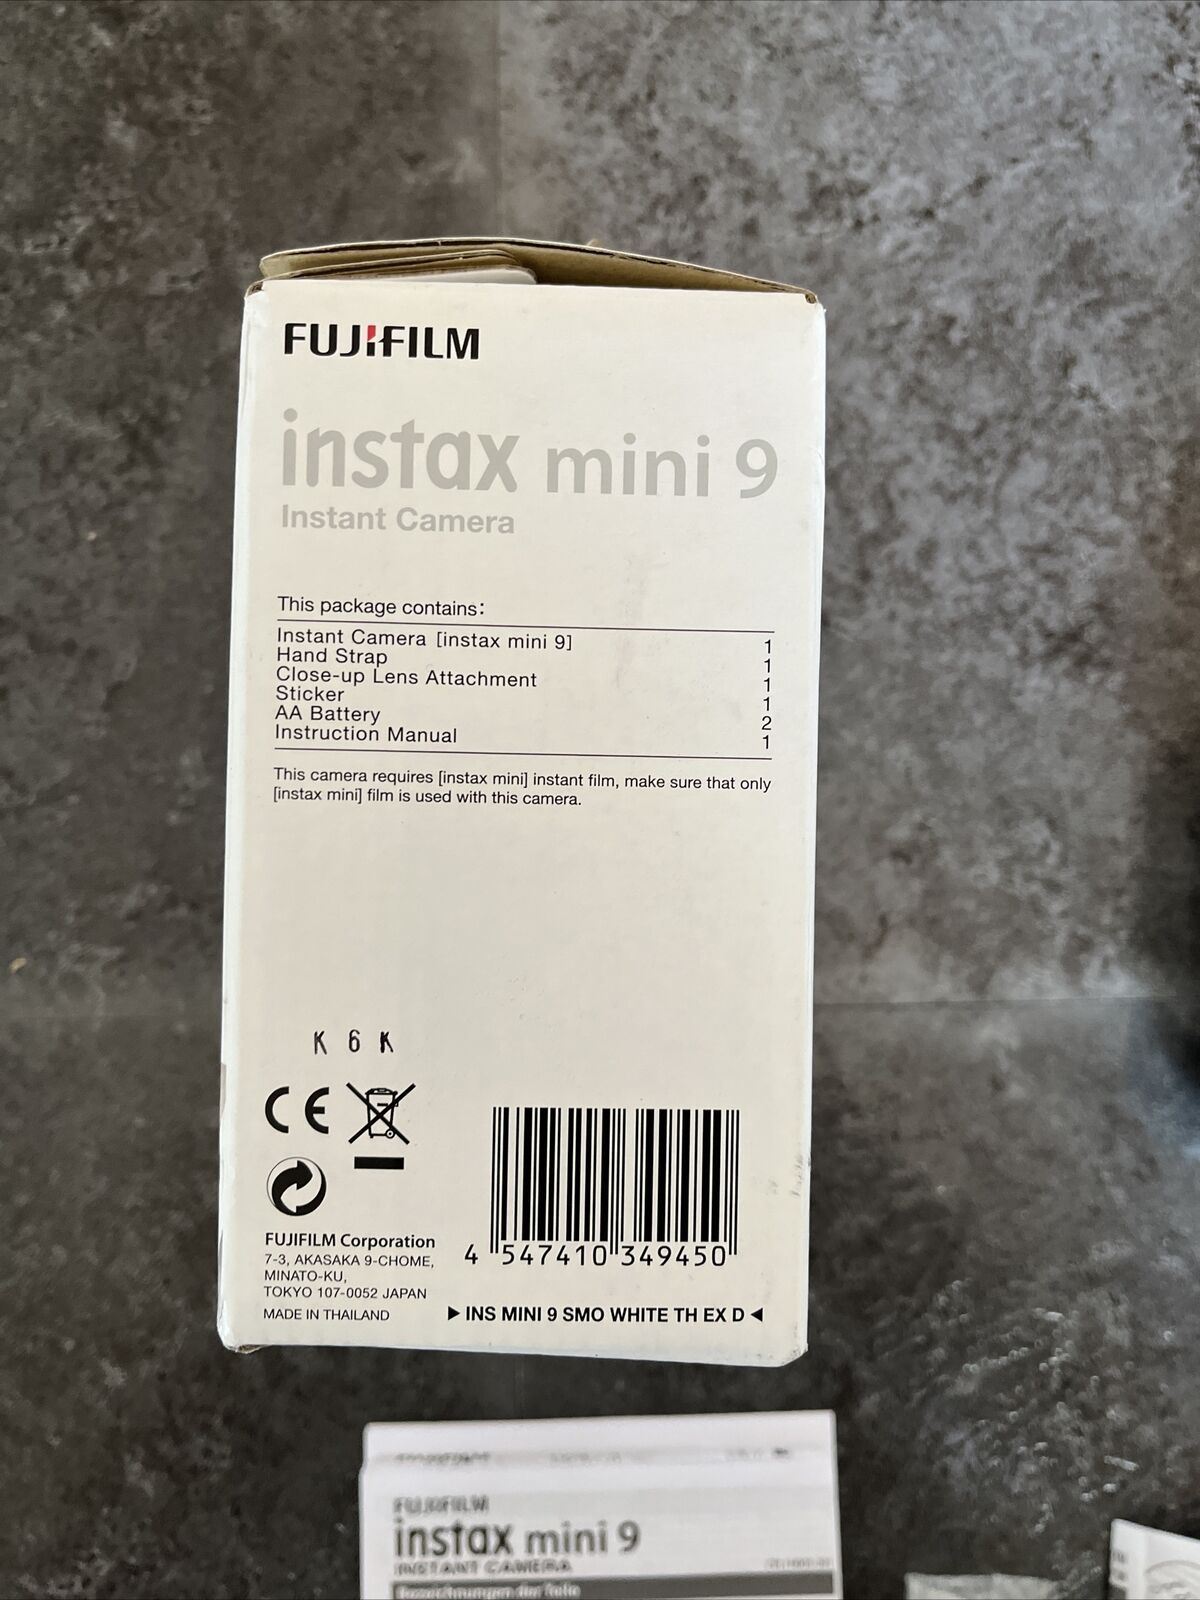 FUJIFILM
instax mini 9
Instant Camera
This package contains:
Instant Camera [instax mini 9] 1
Hand Strap 1
Close-up Lens Attachment 1
Sticker 1
AA Battery 2
Instruction Manual 1
This camera requires [instax mini] instant film, make sure that only
[instax mini] film is used with this camera.
K 6 K
CE
FUJIFILM Corporation
7-3, AKASAKA 9-CHOME,
MINATO-KU,
TOKYO 107-0052 JAPAN
MADE IN THAILAND
4 547410 349450
▶ INS MINI 9 SMO WHITE TH EX D ◀
FUJIFILM
instax mini 9
INSTANT CAMERA
Bezeichnungen der Teile